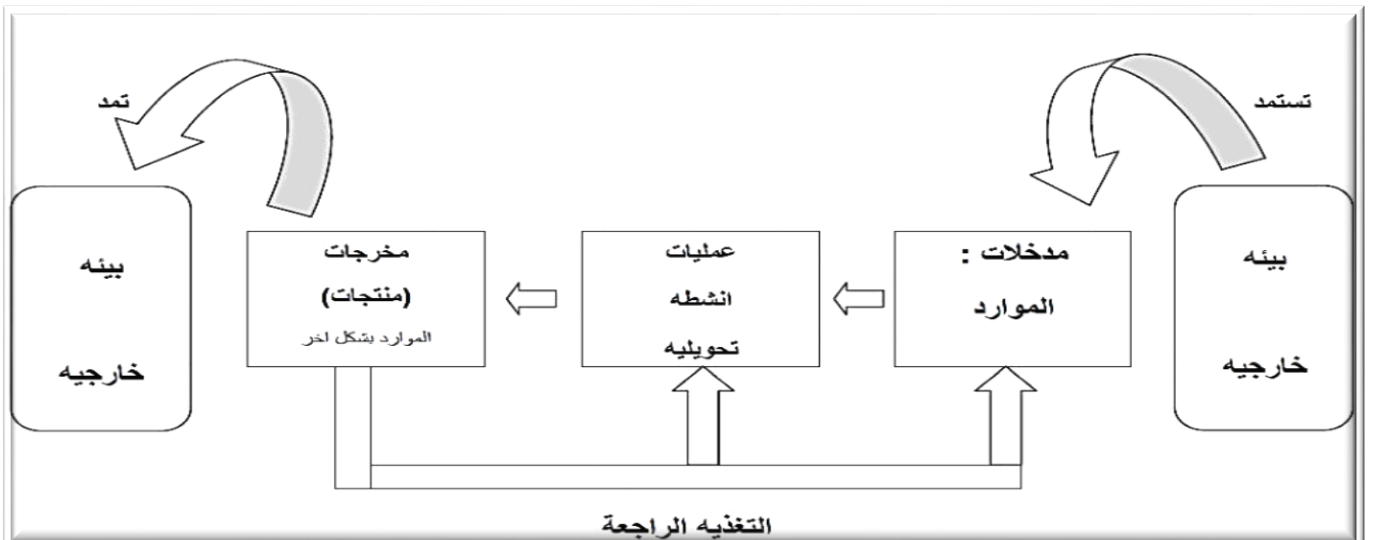 تستمد
تمد
بيئه
خارجيه
مدخلات :
الموارد
عمليات
انشطه
تحويليه
مخرجات
(منتجات)
الموارد بشكل اخر
بيئه
خارجيه
التغذيه الراجعة